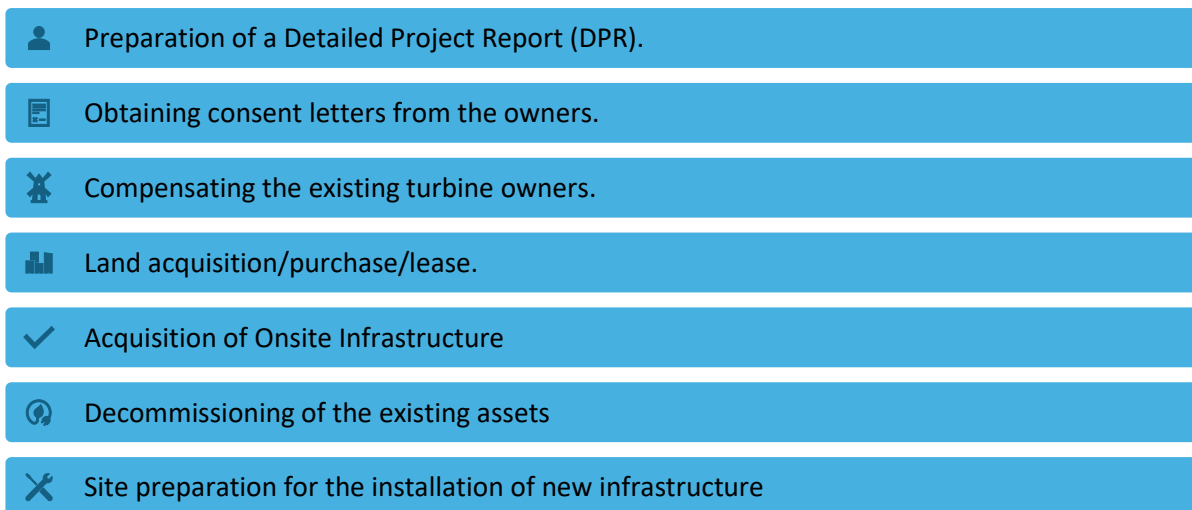 Preparation of a Detailed Project Report (DPR).
Obtaining consent letters from the owners.
Compensating the existing turbine owners.
Land acquisition/purchase/lease.
Acquisition of Onsite Infrastructure
Decommissioning of the existing assets
Site preparation for the installation of new infrastructure